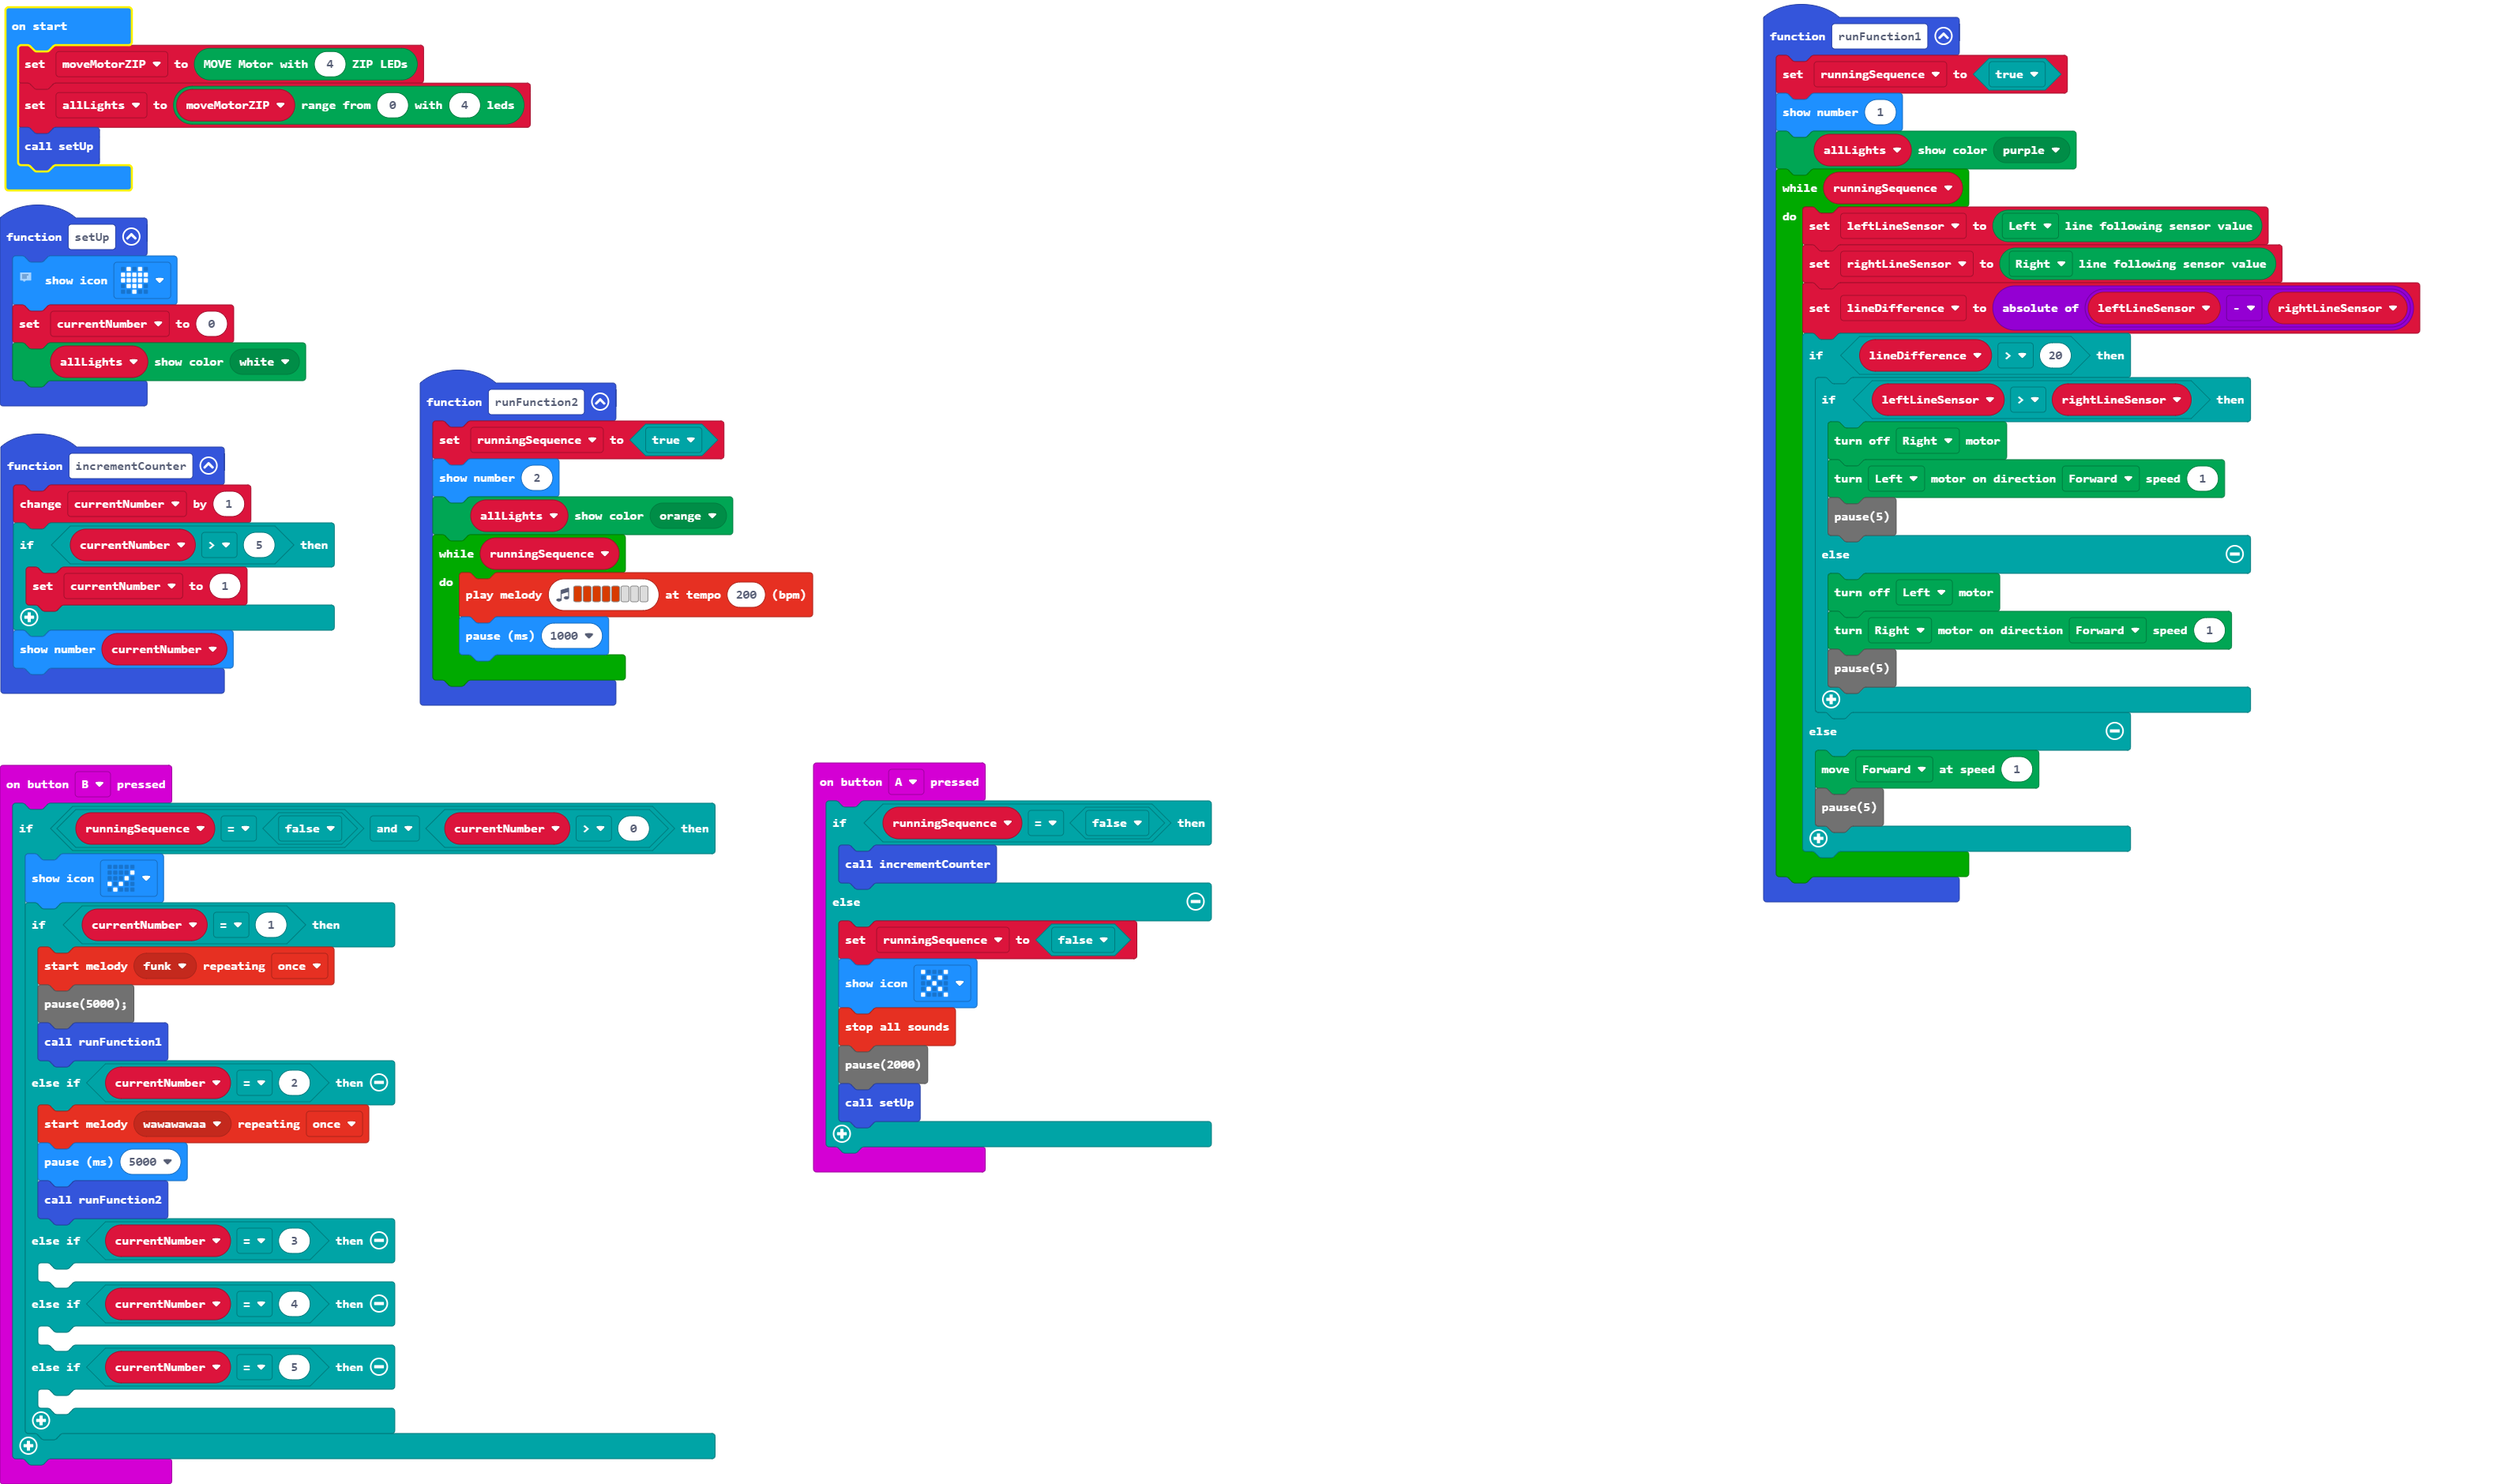 on start
set moveMotorZIP to MOVE Motor with 4 ZIP LEDs
set allLights to moveMotorZIP range from 0 with 4 leds
call setUp
function setUp
show icon
set currentNumber to 0
allLights show color white
function incrementCounter
change currentNumber by 1
if currentNumber > 5 then
set currentNumber to 1
show number currentNumber
function runFunction2
set runningSequence to true
show number 2
allLights show color orange
while runningSequence
do
play melody at tempo 200 (bpm)
pause (ms) 1000
on button B pressed
if runningSequence = false and currentNumber > 0 then
show icon
if currentNumber = 1 then
start melody funk repeating once
pause(5000);
call runFunction1
else if currentNumber = 2 then
start melody wawawawaa repeating once
pause (ms) 5000
call runFunction2
else if currentNumber = 3 then
else if currentNumber = 4 then
else if currentNumber = 5 then
on button A pressed
if runningSequence = false then
call incrementCounter
else
set runningSequence to false
show icon
stop all sounds
pause(2000)
call setUp
function runFunction1
set runningSequence to true
show number 1
allLights show color purple
while runningSequence
do
set leftLineSensor to Left line following sensor value
set rightLineSensor to Right line following sensor value
set lineDifference to absolute of leftLineSensor - rightLineSensor
if lineDifference > 20 then
if leftLineSensor > rightLineSensor then
turn off Right motor
turn Left motor on direction Forward speed 1
pause(5)
else
turn off Left motor
turn Right motor on direction Forward speed 1
pause(5)
else
move Forward at speed 1
pause(5)